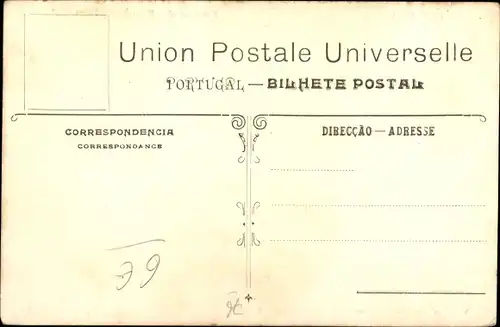 Union Postale Universelle
PORTUGAL — BILHETE POSTAL
CORRESPONDENCIA
CORRESPONDANCE
DIRECÇÃO — ADRESSE